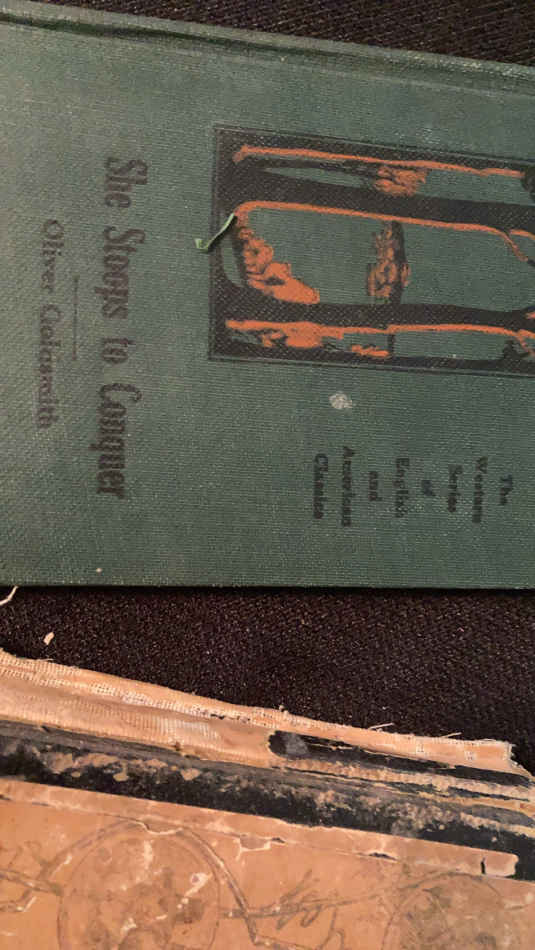 The
Western
Series
of
English
and
American
Classics
She Stoops to Conquer
Oliver Goldsmith